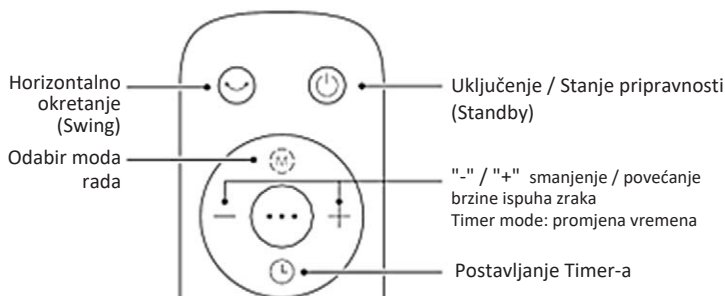 Horizontalno
okretanje
(Swing)
Uključenje / Stanje pripravnosti
(Standby)
Odabir moda
rada
M
"-" / "+" smanjenje / povećanje
brzine ispuha zraka
Timer mode: promjena vremena
Postavljanje Timer-a